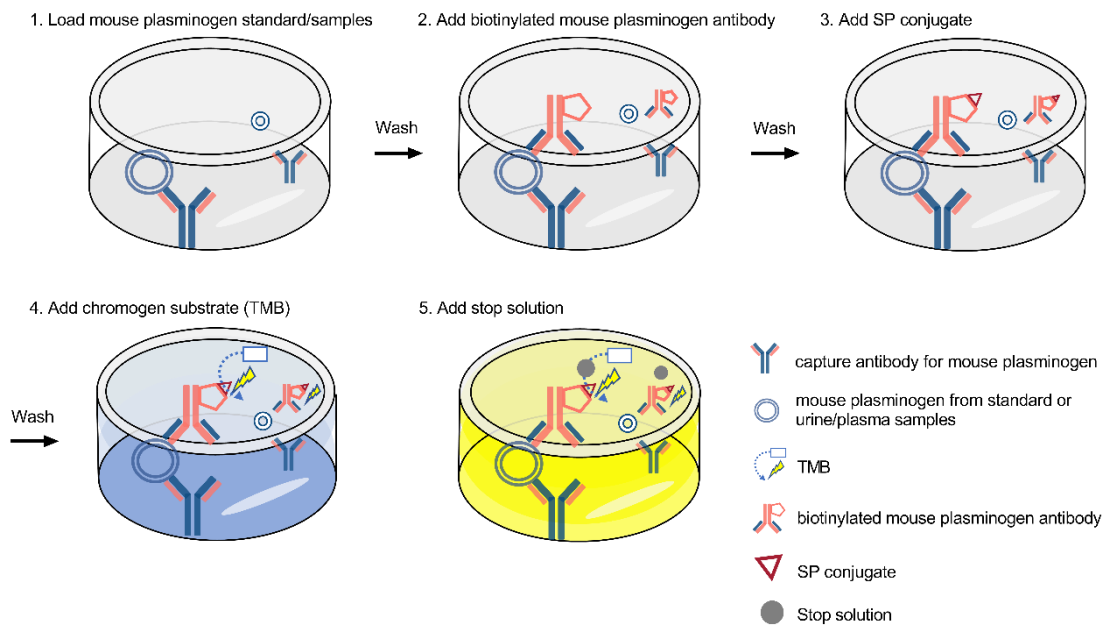 1. Load mouse plasminogen standard/samples
2. Add biotinylated mouse plasminogen antibody
3. Add SP conjugate
Wash
Wash
4. Add chromogen substrate (TMB)
5. Add stop solution
Wash
capture antibody for mouse plasminogen
mouse plasminogen from standard or
urine/plasma samples
TMB
biotinylated mouse plasminogen antibody
SP conjugate
Stop solution